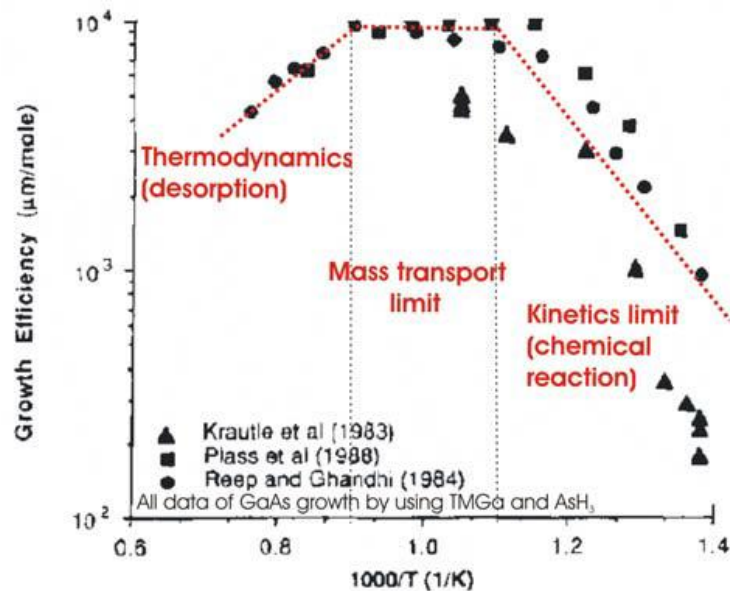 10⁴
Growth Efficiency (μm/mole)
Thermodynamics
(desorption)
10³
Mass transport
limit
Kinetics limit
(chemical
reaction)
Krautle et al (1983)
Plass et al (1988)
Reep and Ghandhi (1984)
All data of GaAs growth by using TMGa and AsH₃
10²
0.6
0.8
1.0
1.2
1.4
1000/T (1/K)